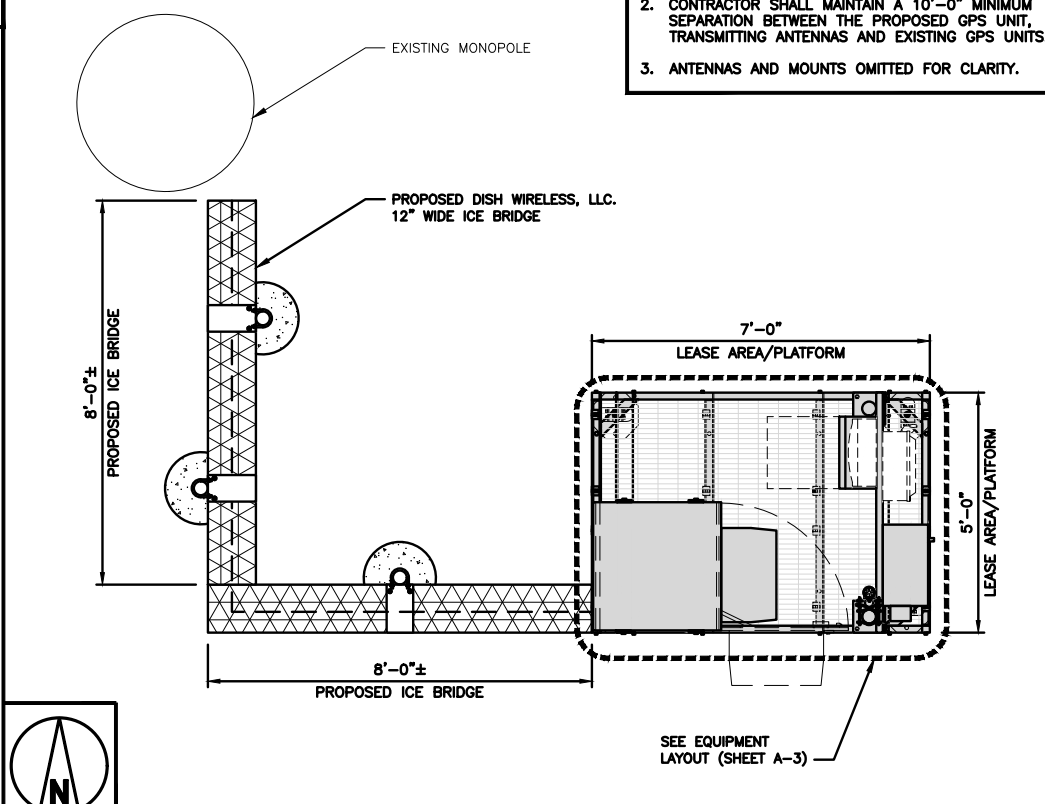 2. CONTRACTOR SHALL MAINTAIN A 10'-0" MINIMUM
SEPARATION BETWEEN THE PROPOSED GPS UNIT,
TRANSMITTING ANTENNAS AND EXISTING GPS UNITS
3. ANTENNAS AND MOUNTS OMITTED FOR CLARITY.
EXISTING MONOPOLE
PROPOSED DISH WIRELESS, LLC.
12" WIDE ICE BRIDGE
8'-0"±
PROPOSED ICE BRIDGE
7'-0"
LEASE AREA/PLATFORM
5'-0"
LEASE AREA/PLATFORM
8'-0"±
PROPOSED ICE BRIDGE
SEE EQUIPMENT
LAYOUT (SHEET A-3)
N